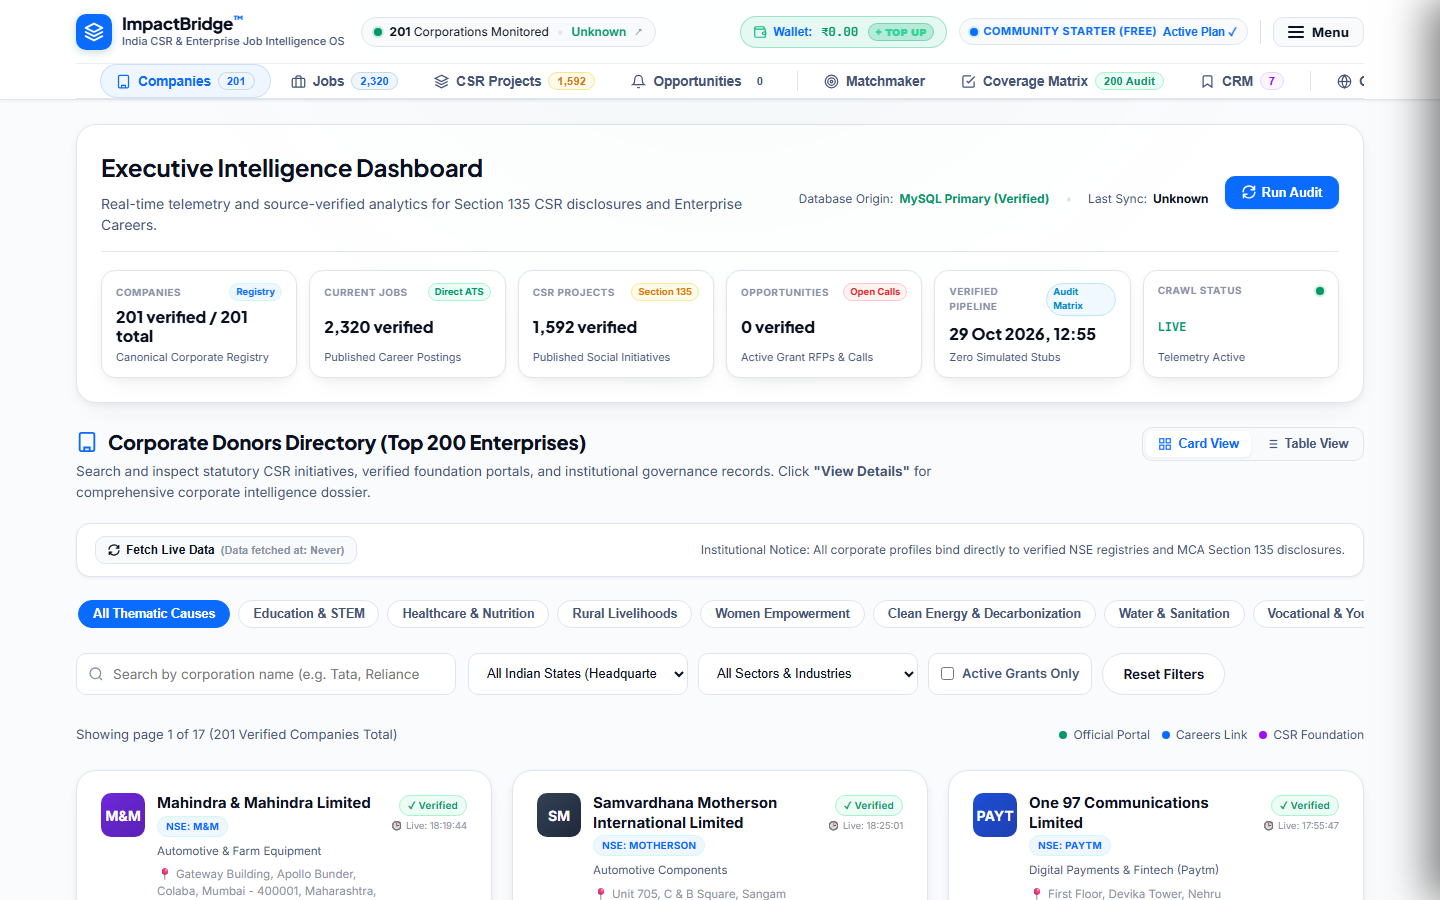 ImpactBridge™
India CSR & Enterprise Job Intelligence OS
201 Corporations Monitored • Unknown ↗
Wallet: ₹0.00 + TOP UP
COMMUNITY STARTER (FREE) Active Plan ✓
Menu
Companies 201
Jobs 2,320
CSR Projects 1,592
Opportunities 0
Matchmaker
Coverage Matrix 200 Audit
CRM 7
Executive Intelligence Dashboard
Real-time telemetry and source-verified analytics for Section 135 CSR disclosures and Enterprise
Careers.
Database Origin: MySQL Primary (Verified) • Last Sync: Unknown
Run Audit
COMPANIES Registry
201 verified / 201
total
Canonical Corporate Registry
CURRENT JOBS Direct ATS
2,320 verified
Published Career Postings
CSR PROJECTS Section 135
1,592 verified
Published Social Initiatives
OPPORTUNITIES Open Calls
0 verified
Active Grant RFPs & Calls
VERIFIED
PIPELINE
Audit
Matrix
29 Oct 2026, 12:55
Zero Simulated Stubs
CRAWL STATUS
LIVE
Telemetry Active
Corporate Donors Directory (Top 200 Enterprises)
Card View
Table View
Search and inspect statutory CSR initiatives, verified foundation portals, and institutional governance records. Click "View Details" for
comprehensive corporate intelligence dossier.
Fetch Live Data (Data fetched at: Never)
Institutional Notice: All corporate profiles bind directly to verified NSE registries and MCA Section 135 disclosures.
All Thematic Causes
Education & STEM
Healthcare & Nutrition
Rural Livelihoods
Women Empowerment
Clean Energy & Decarbonization
Water & Sanitation
Vocational & You
Search by corporation name (e.g. Tata, Reliance
All Indian States (Headquarte
All Sectors & Industries
Active Grants Only
Reset Filters
Showing page 1 of 17 (201 Verified Companies Total)
Official Portal
Careers Link
CSR Foundation
M&M
Mahindra & Mahindra Limited
✓ Verified
NSE: M&M
Live: 18:19:44
Automotive & Farm Equipment
Gateway Building, Apollo Bunder,
Colaba, Mumbai - 400001, Maharashtra,
SM
Samvardhana Motherson
International Limited
✓ Verified
Live: 18:25:01
NSE: MOTHERSON
Automotive Components
Unit 705, C & B Square, Sangam
PAYT
One 97 Communications
Limited
✓ Verified
Live: 17:55:47
NSE: PAYTM
Digital Payments & Fintech (Paytm)
First Floor, Devika Tower, Nehru